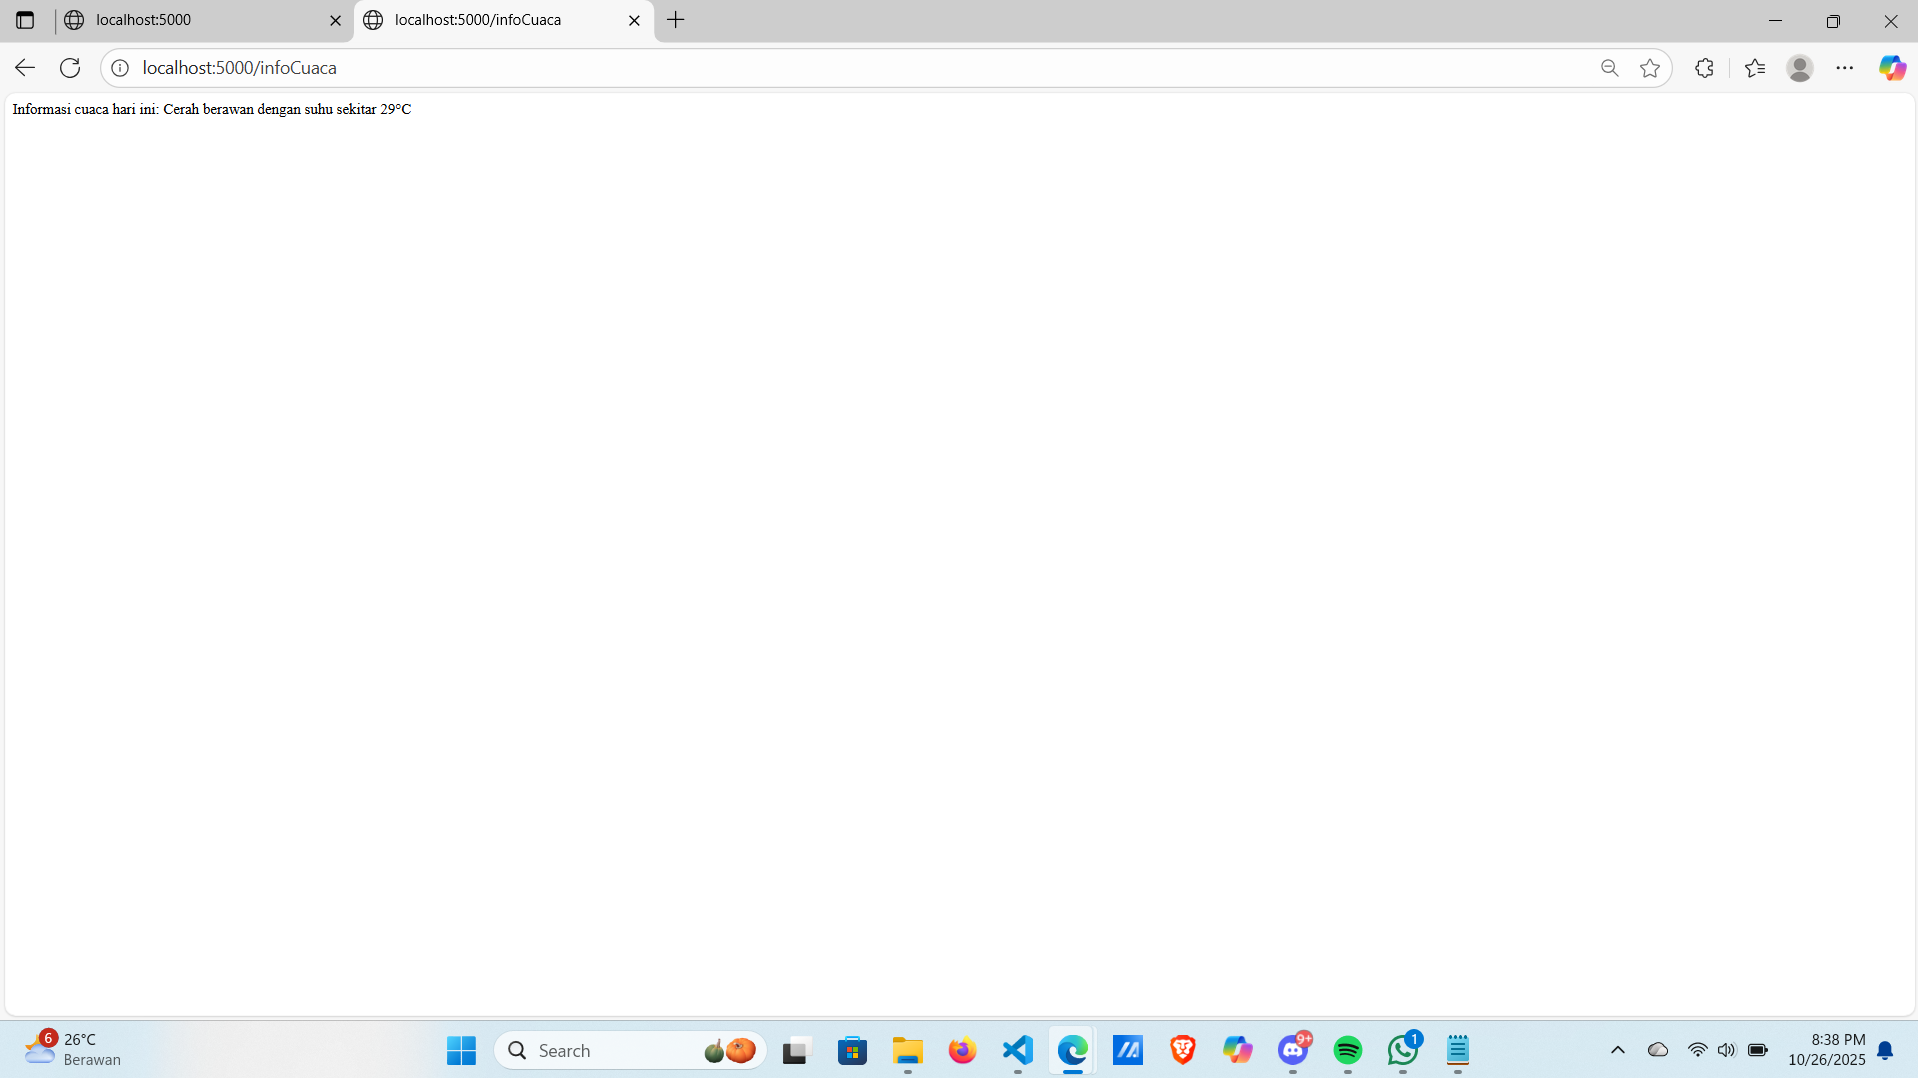 localhost:5000
localhost:5000/infoCuaca
localhost:5000/infoCuaca
Informasi cuaca hari ini: Cerah berawan dengan suhu sekitar 29°C
6
26°C
Berawan
Search
9+
1
8:38 PM
10/26/2025